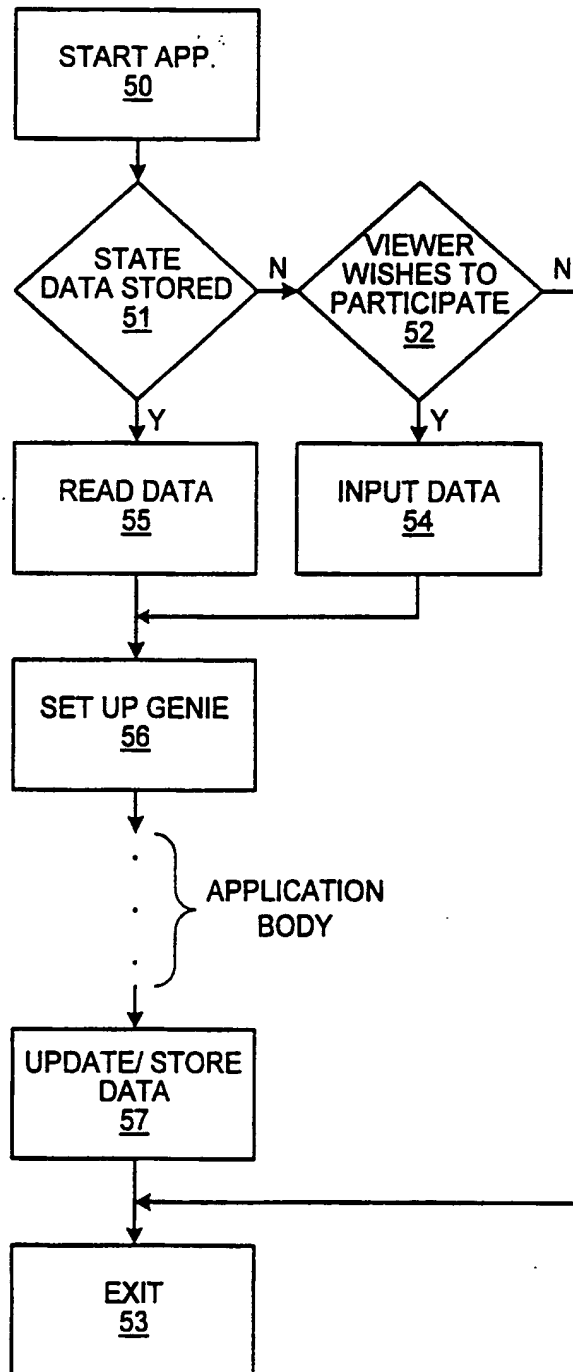 START APP.
50
STATE
DATA STORED
51
N
VIEWER
WISHES TO
PARTICIPATE
52
N
Y
Y
READ DATA
55
INPUT DATA
54
SET UP GENIE
56
APPLICATION
BODY
UPDATE/ STORE
DATA
57
EXIT
53